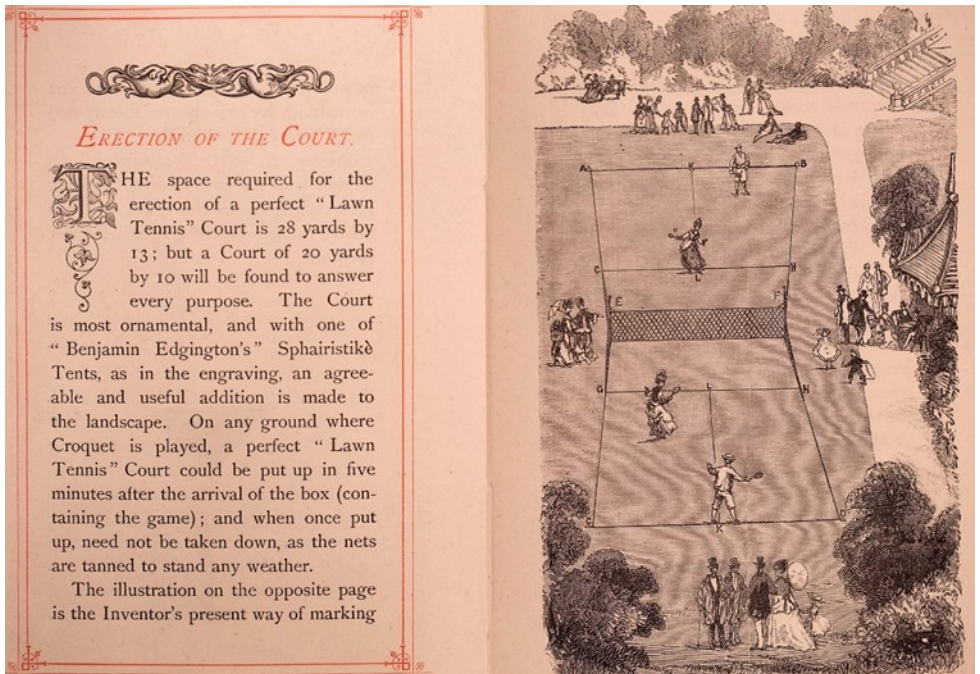 ERECTION OF THE COURT.
THE space required for the
erection of a perfect “Lawn
Tennis” Court is 28 yards by
13; but a Court of 20 yards
by 10 will be found to answer
every purpose. The Court
is most ornamental, and with one of
“Benjamin Edgington's” Sphairistikè
Tents, as in the engraving, an agree-
able and useful addition is made to
the landscape. On any ground where
Croquet is played, a perfect “Lawn
Tennis” Court could be put up in five
minutes after the arrival of the box (con-
taining the game); and when once put
up, need not be taken down, as the nets
are tanned to stand any weather.
The illustration on the opposite page
is the Inventor's present way of marking
A K B
C L H
E F
G L H
K